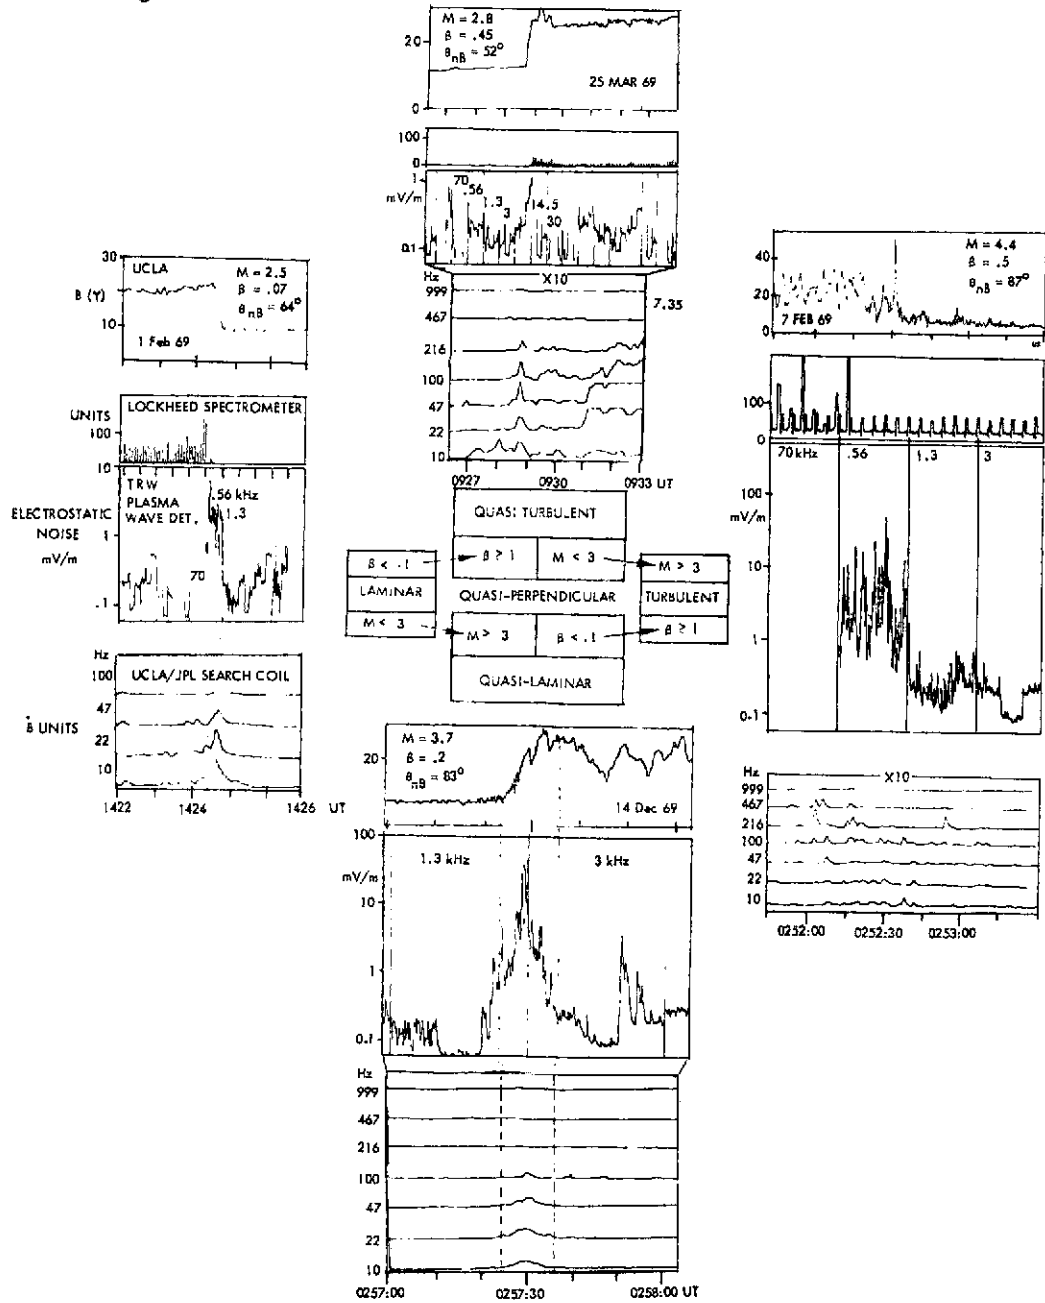 M = 2.8
β = .45
θnB = 52°
20
0
25 MAR 69
100
0
1
mV/m
0.1
70
.56
1.3
3
14.5
30
Hz
X10
999
467
216
100
47
22
10
7.35
0927
0930
0933 UT
30
UCLA
M = 2.5
β = .07
θnB = 64°
B (γ)
10
1 Feb 69
UNITS
LOCKHEED SPECTROMETER
100
10
TRW
PLASMA
WAVE DET.
.56 kHz
1.3
ELECTROSTATIC
NOISE
mV/m
1
70
.1
Hz
UCLA/JPL SEARCH COIL
100
47
Ḃ UNITS
22
10
1422
1424
1426
UT
QUASI TURBULENT
β < .1
β ≥ 1
M < 3
M > 3
LAMINAR
QUASI-PERPENDICULAR
TURBULENT
M < 3
M > 3
β < .1
β ≥ 1
QUASI-LAMINAR
M = 3.7
β = .2
θnB = 83°
20
14 Dec 69
100
1.3 kHz
3 kHz
mV/m
10
1
0.1
Hz
999
467
216
100
47
22
10
0257:00
0257:30
0258:00 UT
40
20
0
M = 4.4
β = .5
θnB = 87°
7 FEB 69
100
0
70 kHz
.56
1.3
3
100
mV/m
10
1
0.1
Hz
X10
999
467
216
100
47
22
10
0252:00
0252:30
0253:00